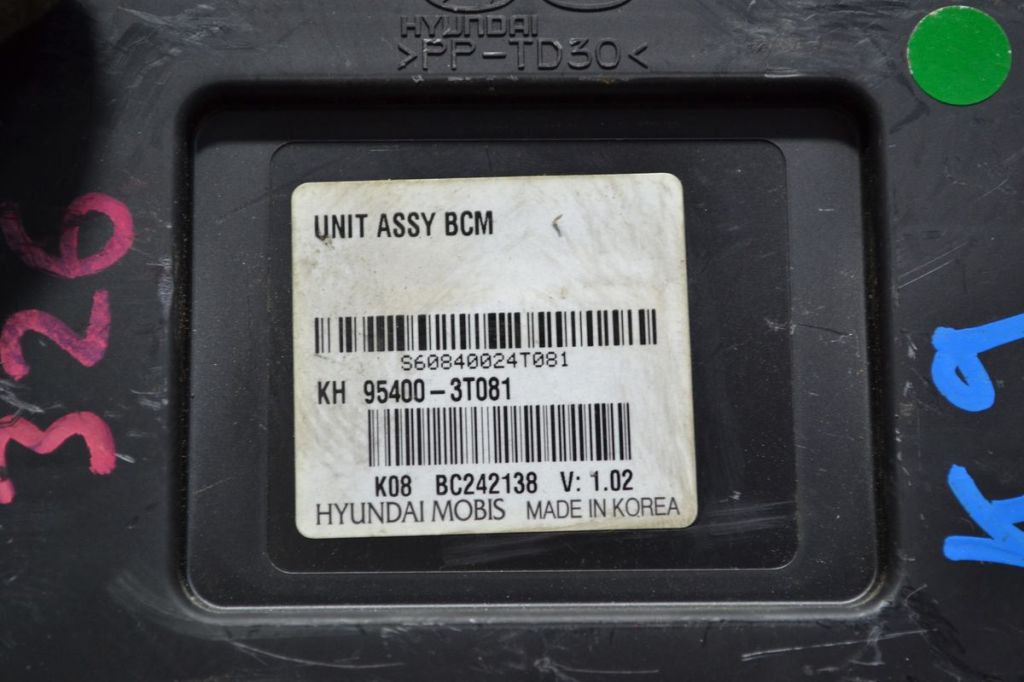 HYUNDAI
>PP-TD30<
UNIT ASSY BCM
S60840024T081
KH 95400-3T081
K08 BC242138 V: 1.02
HYUNDAI MOBIS MADE IN KOREA
326
K9